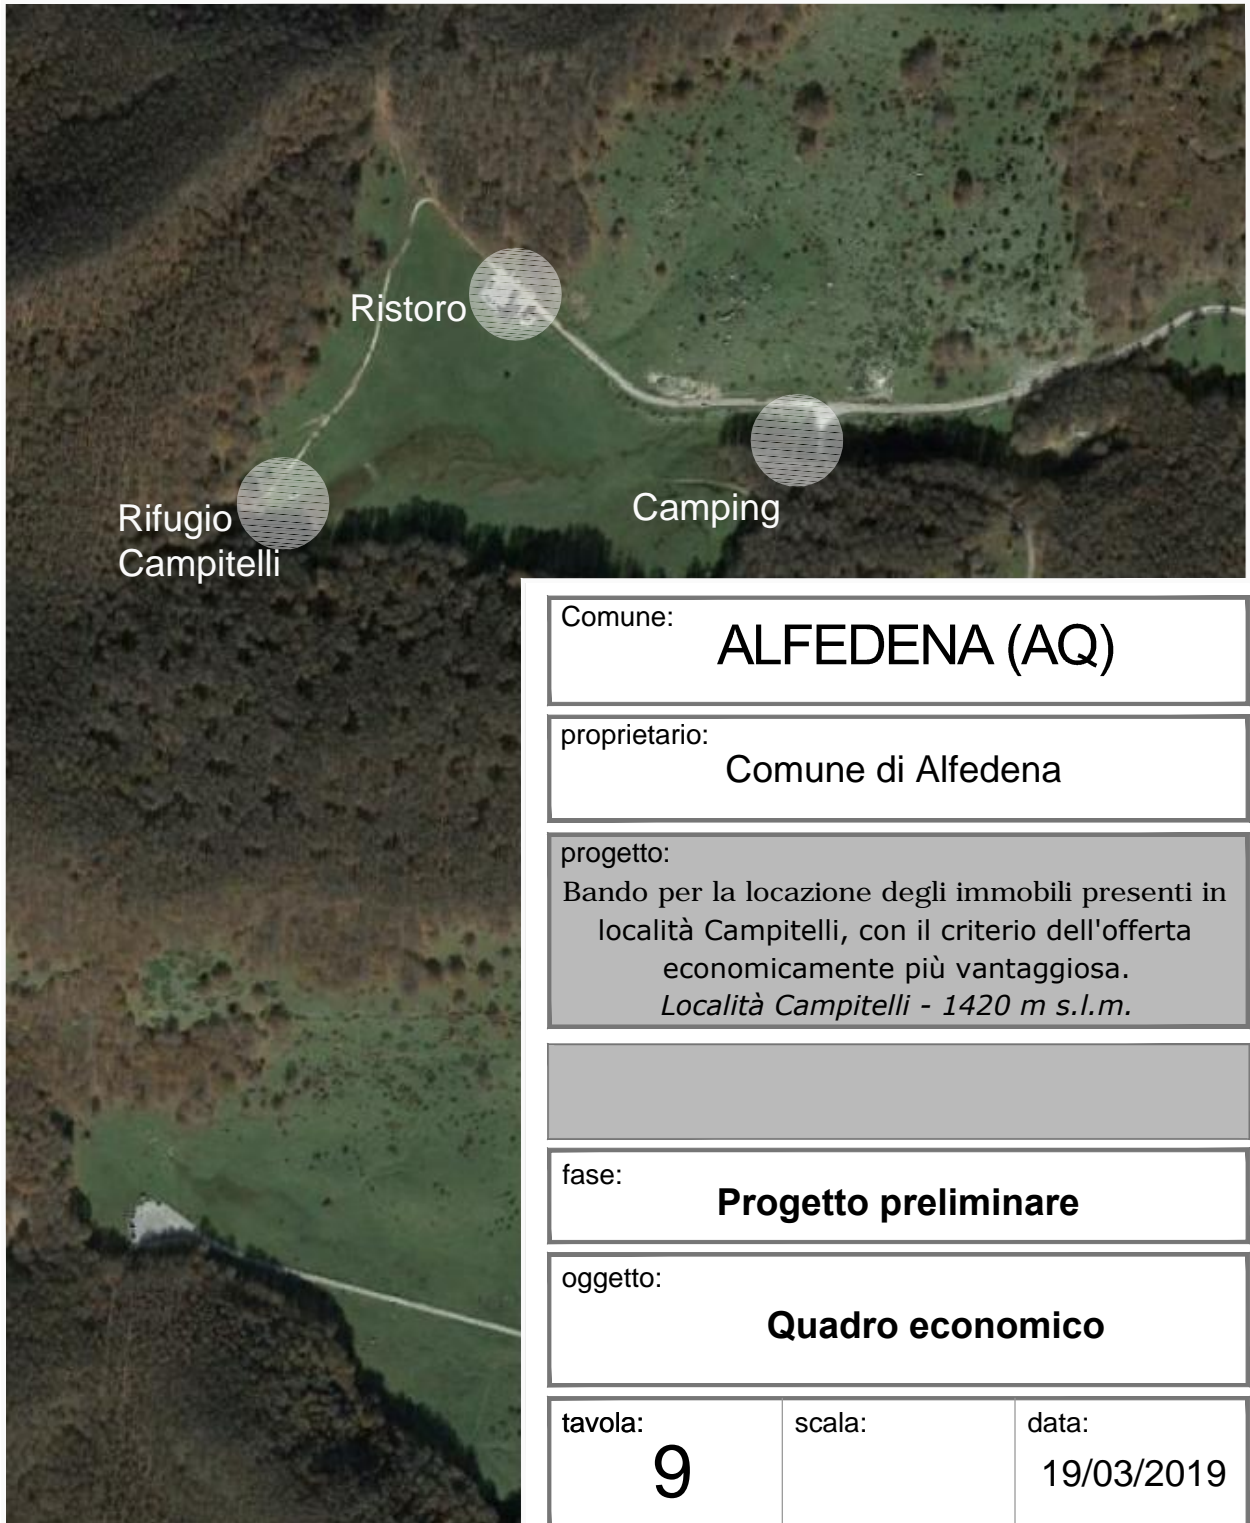 Ristoro
Rifugio
Campitelli
Camping
Comune:
ALFEDENA (AQ)
proprietario:
Comune di Alfedena
progetto:
Bando per la locazione degli immobili presenti in
località Campitelli, con il criterio dell'offerta
economicamente più vantaggiosa.
Località Campitelli - 1420 m s.l.m.
fase:
Progetto preliminare
oggetto:
Quadro economico
tavola:
9
scala:
data:
19/03/2019